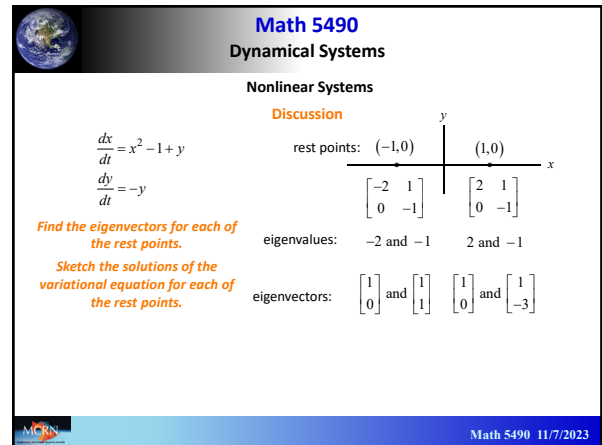 Math 5490
Dynamical Systems
Nonlinear Systems
Discussion
y
dx/dt = x² − 1 + y
rest points: (−1,0) (1,0)
x
dy/dt = −y
[−2 1; 0 −1] [2 1; 0 −1]
Find the eigenvectors for each of
the rest points.
eigenvalues: −2 and −1 2 and −1
Sketch the solutions of the
variational equation for each of
the rest points.
eigenvectors: [1; 0] and [1; 1] [1; 0] and [1; −3]
MCRN
Math 5490 11/7/2023